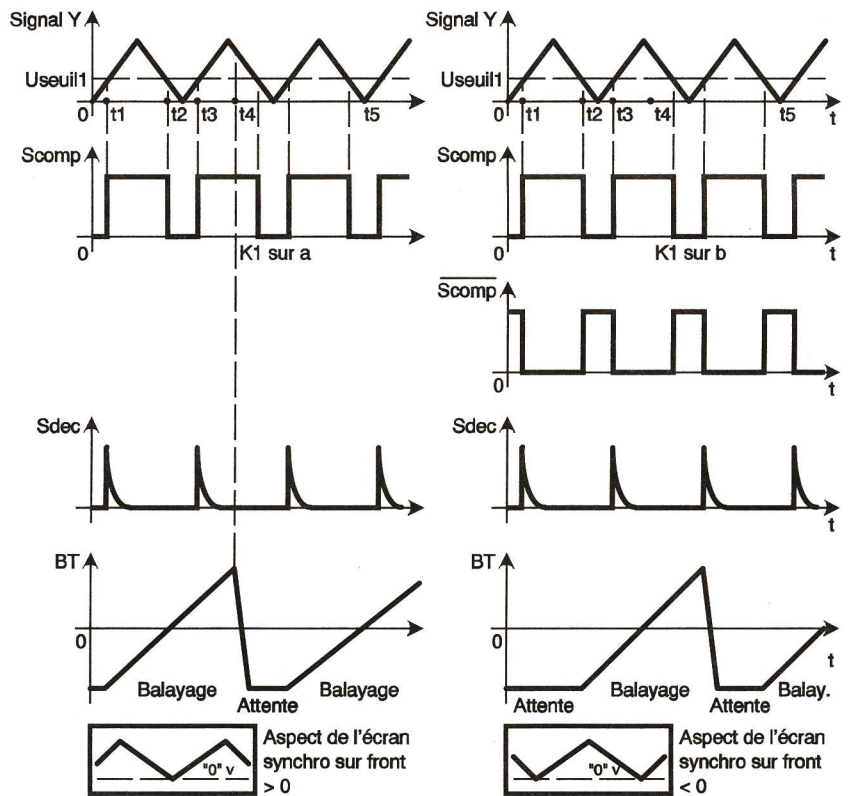 Signal Y
Useuil1
0
t1
t2
t3
t4
t5
t
Scomp
0
K1 sur a
Sdec
BT
0
Balayage
Attente
Balayage
"0" v
Aspect de l'écran
synchro sur front
> 0
Signal Y
Useuil1
0
t1
t2
t3
t4
t5
t
Scomp
0
K1 sur b
t
Scomp
0
t
Sdec
t
BT
0
t
Attente
Balayage
Attente
Balay.
"0" v
Aspect de l'écran
synchro sur front
< 0